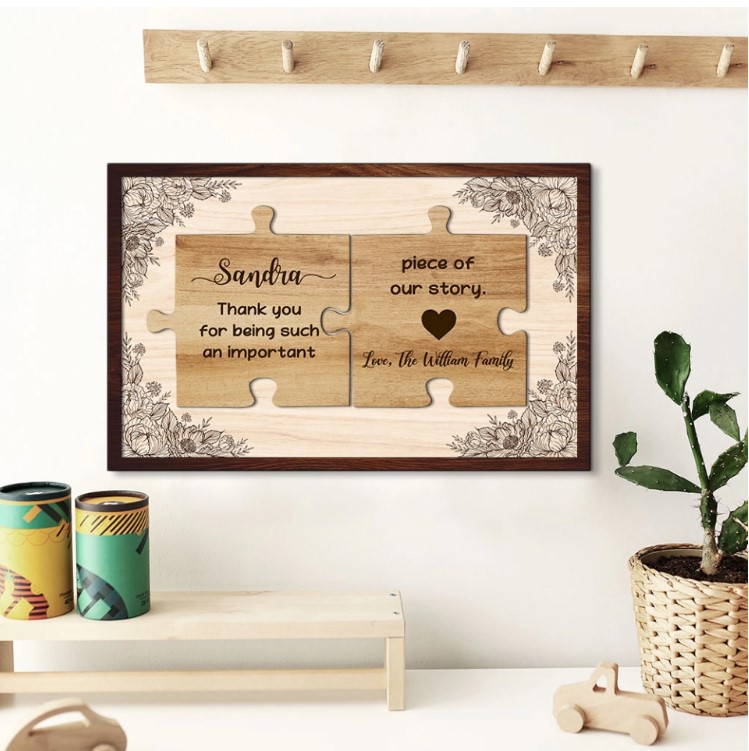 Sandra
Thank you
for being such
an important
piece of
our story.
Love, The William Family